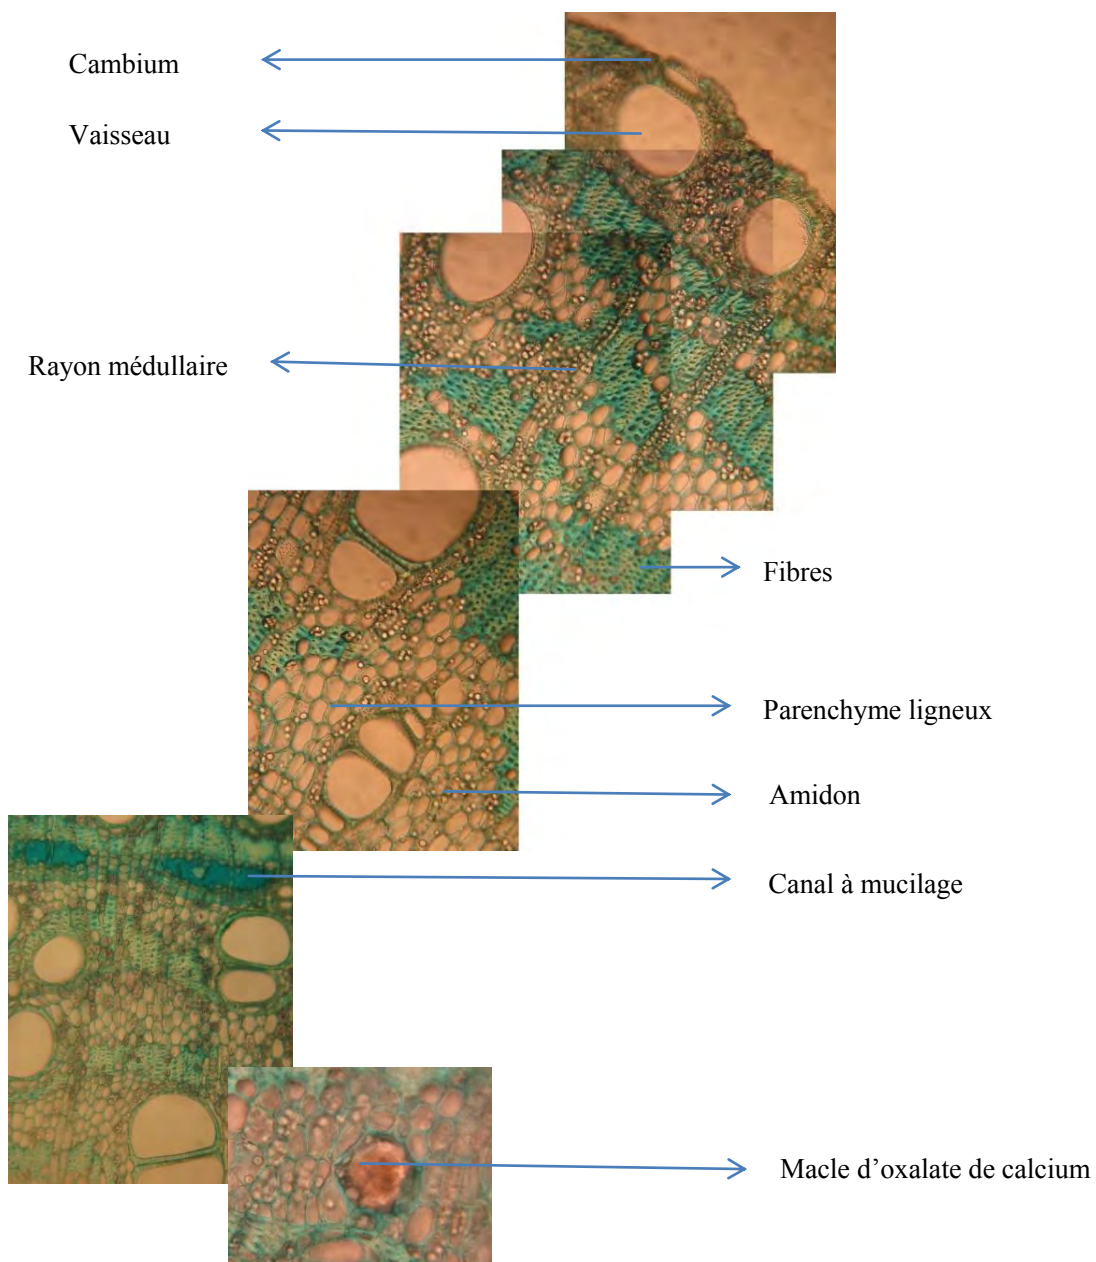 Cambium
Vaisseau
Rayon médullaire
Fibres
Parenchyme ligneux
Amidon
Canal à mucilage
Macle d’oxalate de calcium